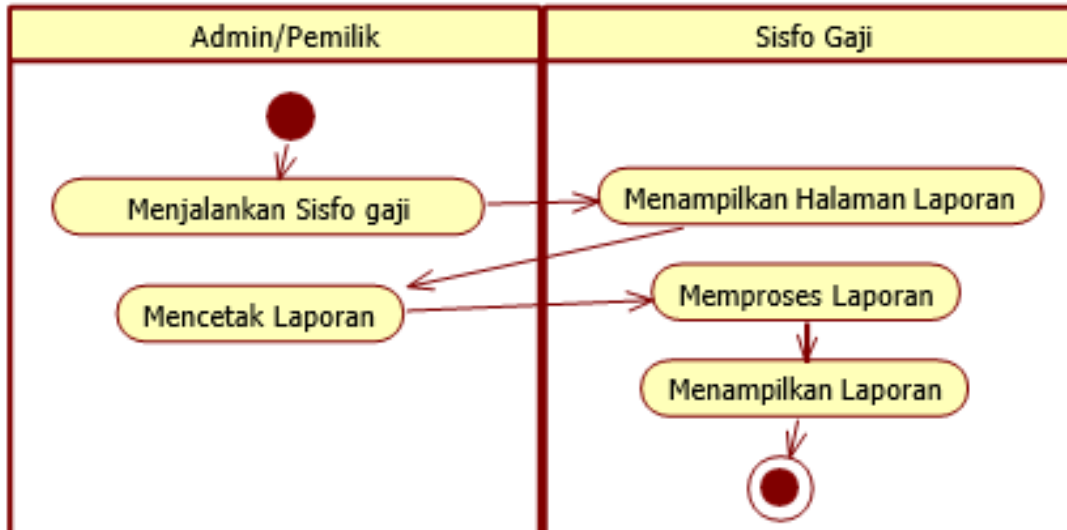 Admin/Pemilik
Sisfo Gaji
Menjalankan Sisfo gaji
Menampilkan Halaman Laporan
Mencetak Laporan
Memproses Laporan
Menampilkan Laporan